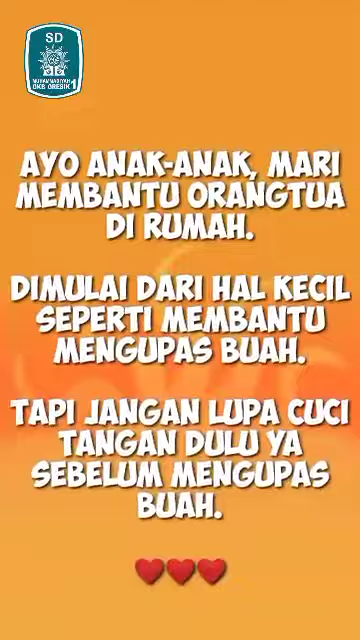 SD
MUHAMMADIYAH
GKB GRESIK 1
AYO ANAK-ANAK, MARI
MEMBANTU ORANGTUA
DI RUMAH.
DIMULAI DARI HAL KECIL
SEPERTI MEMBANTU
MENGUPAS BUAH.
TAPI JANGAN LUPA CUCI
TANGAN DULU YA
SEBELUM MENGUPAS
BUAH.